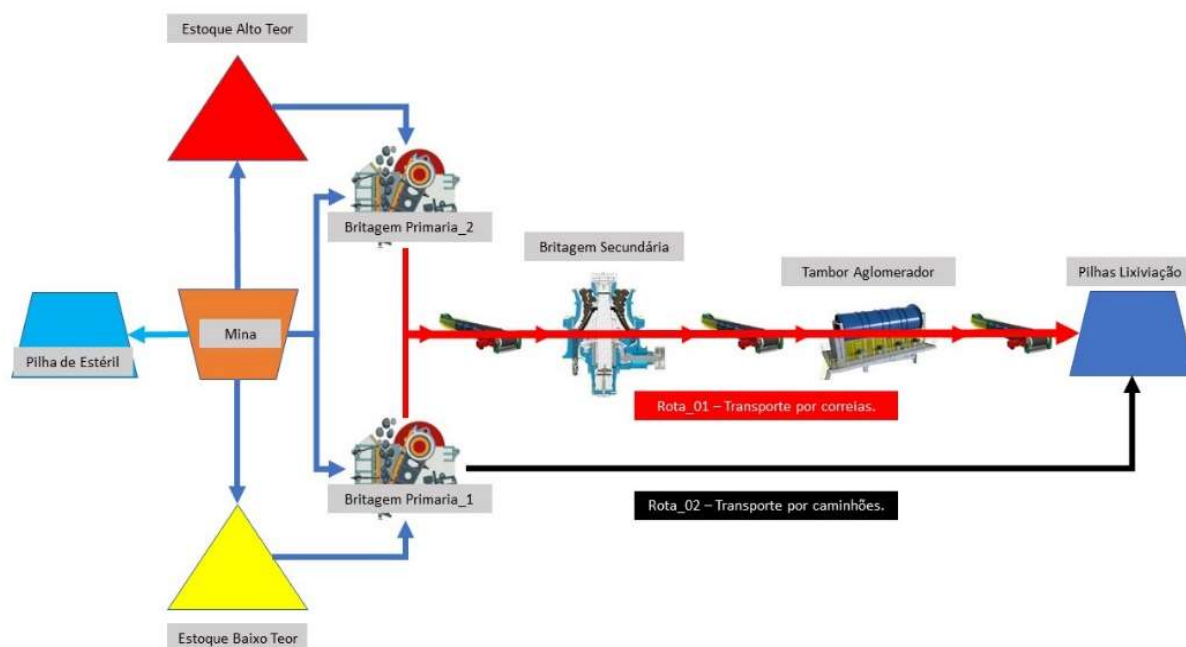 Estoque Alto Teor
Britagem Primaria_2
Britagem Secundária
Tambor Aglomerador
Pilhas Lixiviação
Mina
Pilha de Estéril
Rota_01 – Transporte por correias.
Britagem Primaria_1
Rota_02 – Transporte por caminhões.
Estoque Baixo Teor